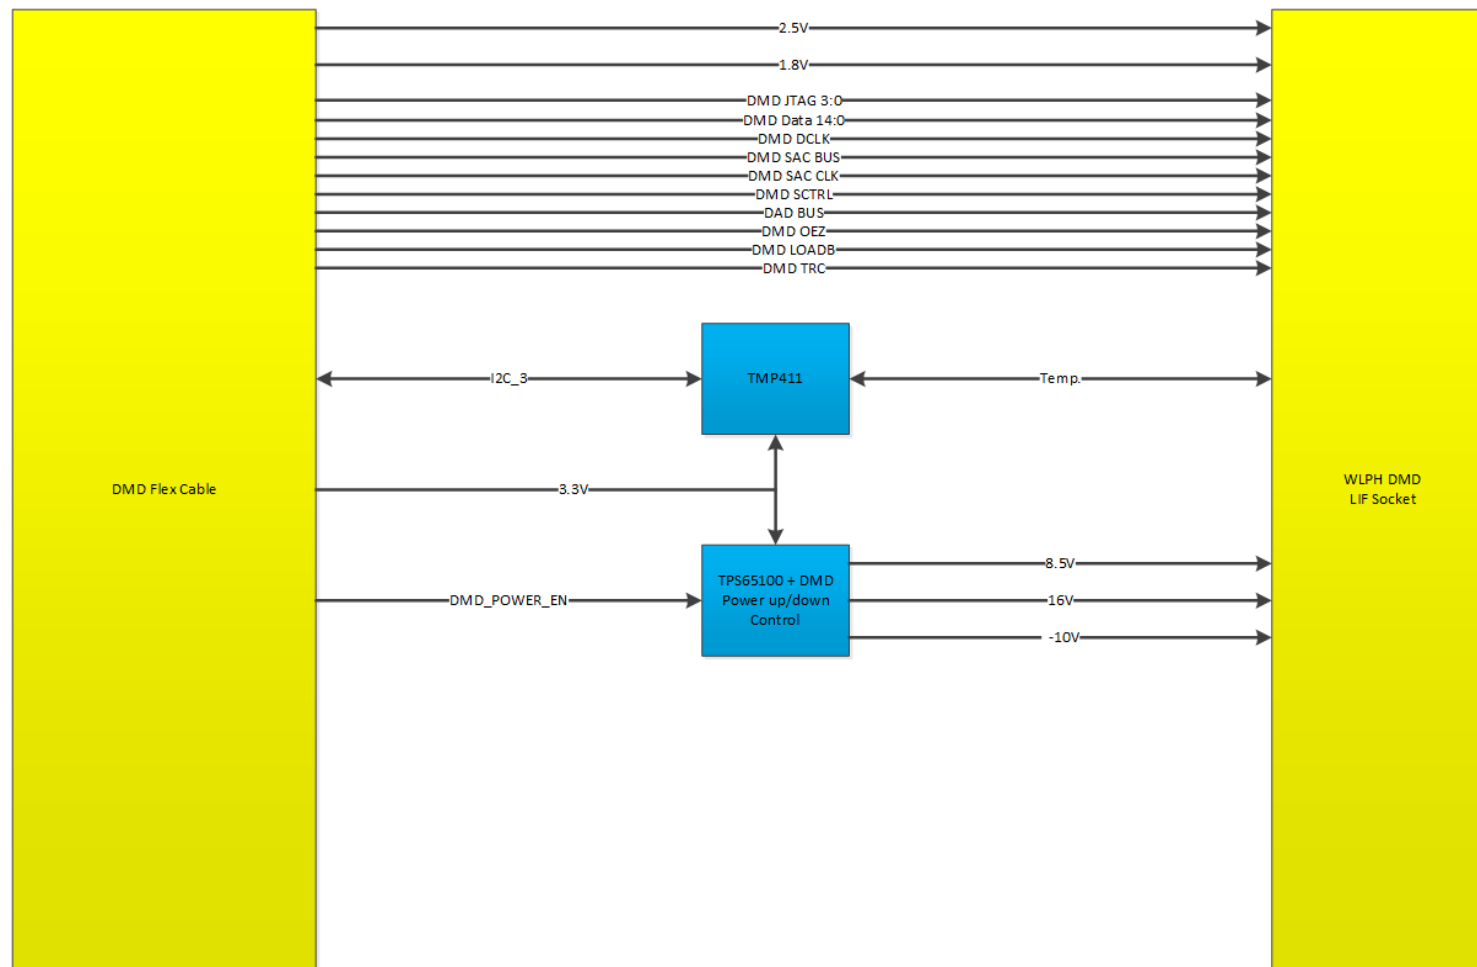 2.5V
1.8V
DMD JTAG 3:0
DMD Data 14:0
DMD DCLK
DMD SAC BUS
DMD SAC CLK
DMD SCTRL
DAD BUS
DMD OEZ
DMD LOADB
DMD TRC
I2C_3
TMP411
Temp.
DMD Flex Cable
3.3V
WLPH DMD
LIF Socket
DMD_POWER_EN
TPS65100 + DMD
Power up/down
Control
8.5V
16V
-10V